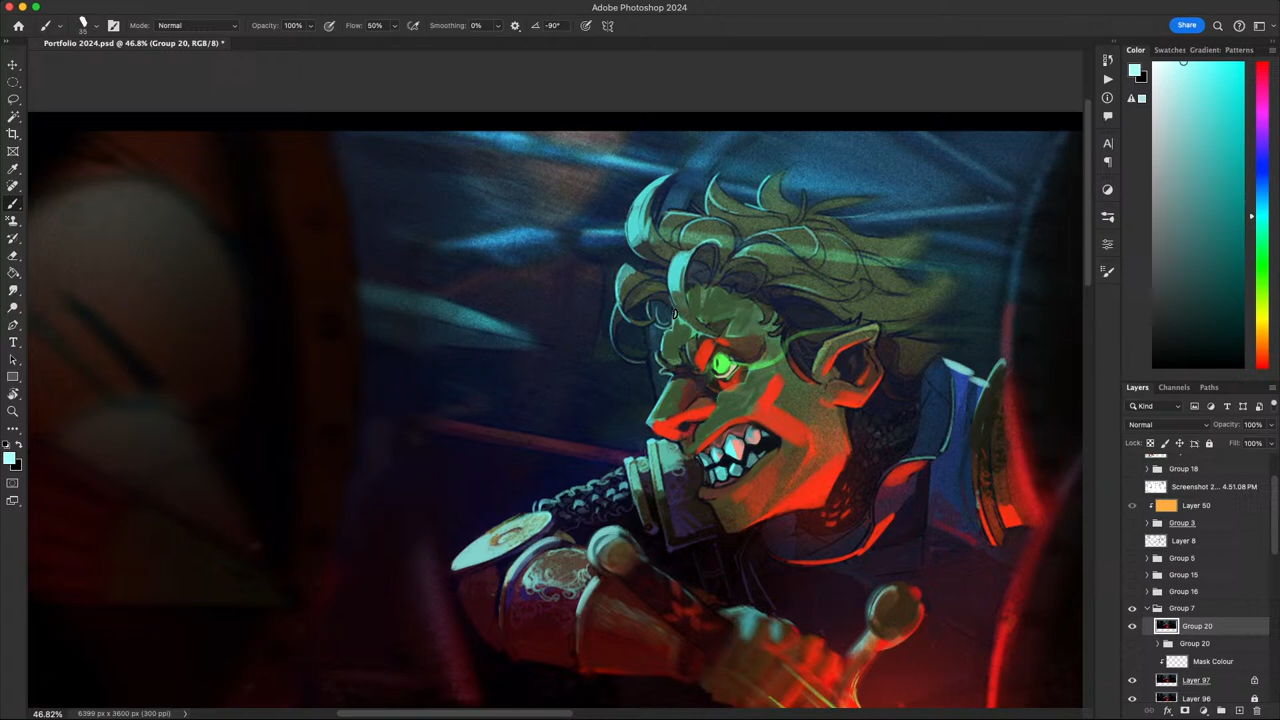 Adobe Photoshop 2024
35 Mode: Normal Opacity: 100% Flow: 50% Smoothing: 0% -90° Share
Portfolio 2024.psd @ 46.8% (Group 20, RGB/8) *
Color Swatches Gradient: Patterns
Layers Channels Paths
Kind
Normal Opacity: 100%
Lock: Fill: 100%
Group 18
Screenshot 2... 4.51.08 PM
Layer 50
Group 3
Layer 8
Group 5
Group 15
Group 16
Group 7
Group 20
Group 20
Mask Colour
Layer 97
Layer 96
46.82% 6399 px x 3600 px (300 ppi)